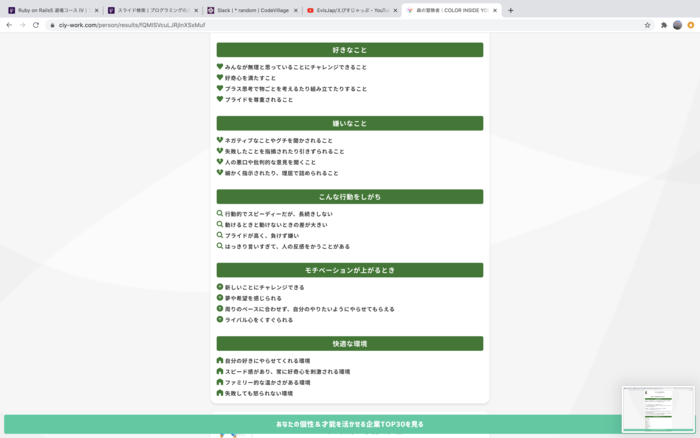 Ruby on Rails5 速習コース IV |
スライド検索 | プログラミングの
Slack | * random | CodeVillage
EvisJap/えびすじゃっぷ - YouTu
森の冒険者 | COLOR INSIDE YO
ciy-work.com/person/results/
好きなこと
みんなが無理と思っていることにチャレンジできること
好奇心を満たすこと
プラス思考で物ごとを考えるたり組み立てたりすること
プライドを尊重されること
嫌いなこと
ネガティブなことやグチを聞かされること
失敗したことを指摘されたり引きずられること
人の悪口や批判的な意見を聞くこと
細かく指示されたり、理屈で詰められること
こんな行動をしがち
行動的でスピーディーだが、長続きしない
動けるときと動けないときの差が大きい
プライドが高く、負けず嫌い
はっきり言いすぎて、人の反感をかうことがある
モチベーションが上がるとき
新しいことにチャレンジできる
夢や希望を感じられる
周りのペースに合わせず、自分のやりたいようにやらせてもらえる
ライバル心をくすぐられる
快適な環境
自分の好きにやらせてくれる環境
スピード感があり、常に好奇心を刺激される環境
ファミリー的な温かさがある環境
失敗しても怒られない環境
あなたの個性&才能を活かせる企業TOP30を見る